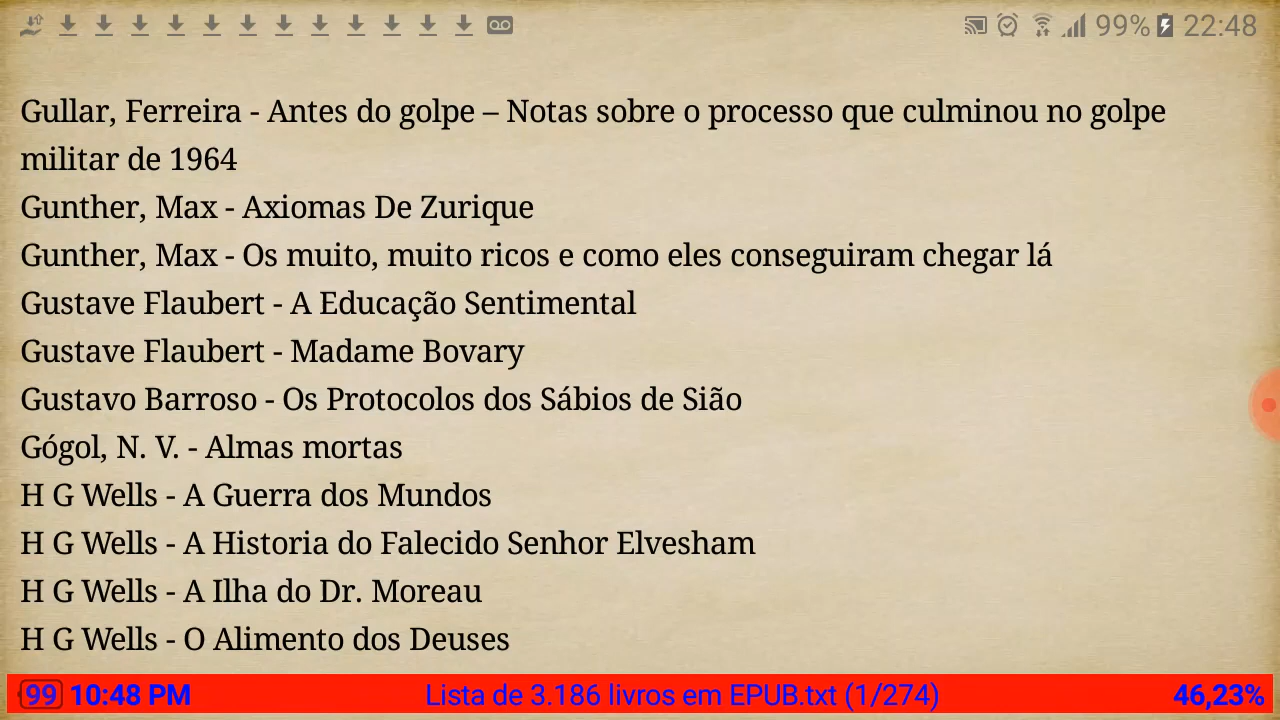 99% 22:48
Gullar, Ferreira - Antes do golpe – Notas sobre o processo que culminou no golpe
militar de 1964
Gunther, Max - Axiomas De Zurique
Gunther, Max - Os muito, muito ricos e como eles conseguiram chegar lá
Gustave Flaubert - A Educação Sentimental
Gustave Flaubert - Madame Bovary
Gustavo Barroso - Os Protocolos dos Sábios de Sião
Gógol, N. V. - Almas mortas
H G Wells - A Guerra dos Mundos
H G Wells - A Historia do Falecido Senhor Elvesham
H G Wells - A Ilha do Dr. Moreau
H G Wells - O Alimento dos Deuses
99 10:48 PM Lista de 3.186 livros em EPUB.txt (1/274) 46,23%